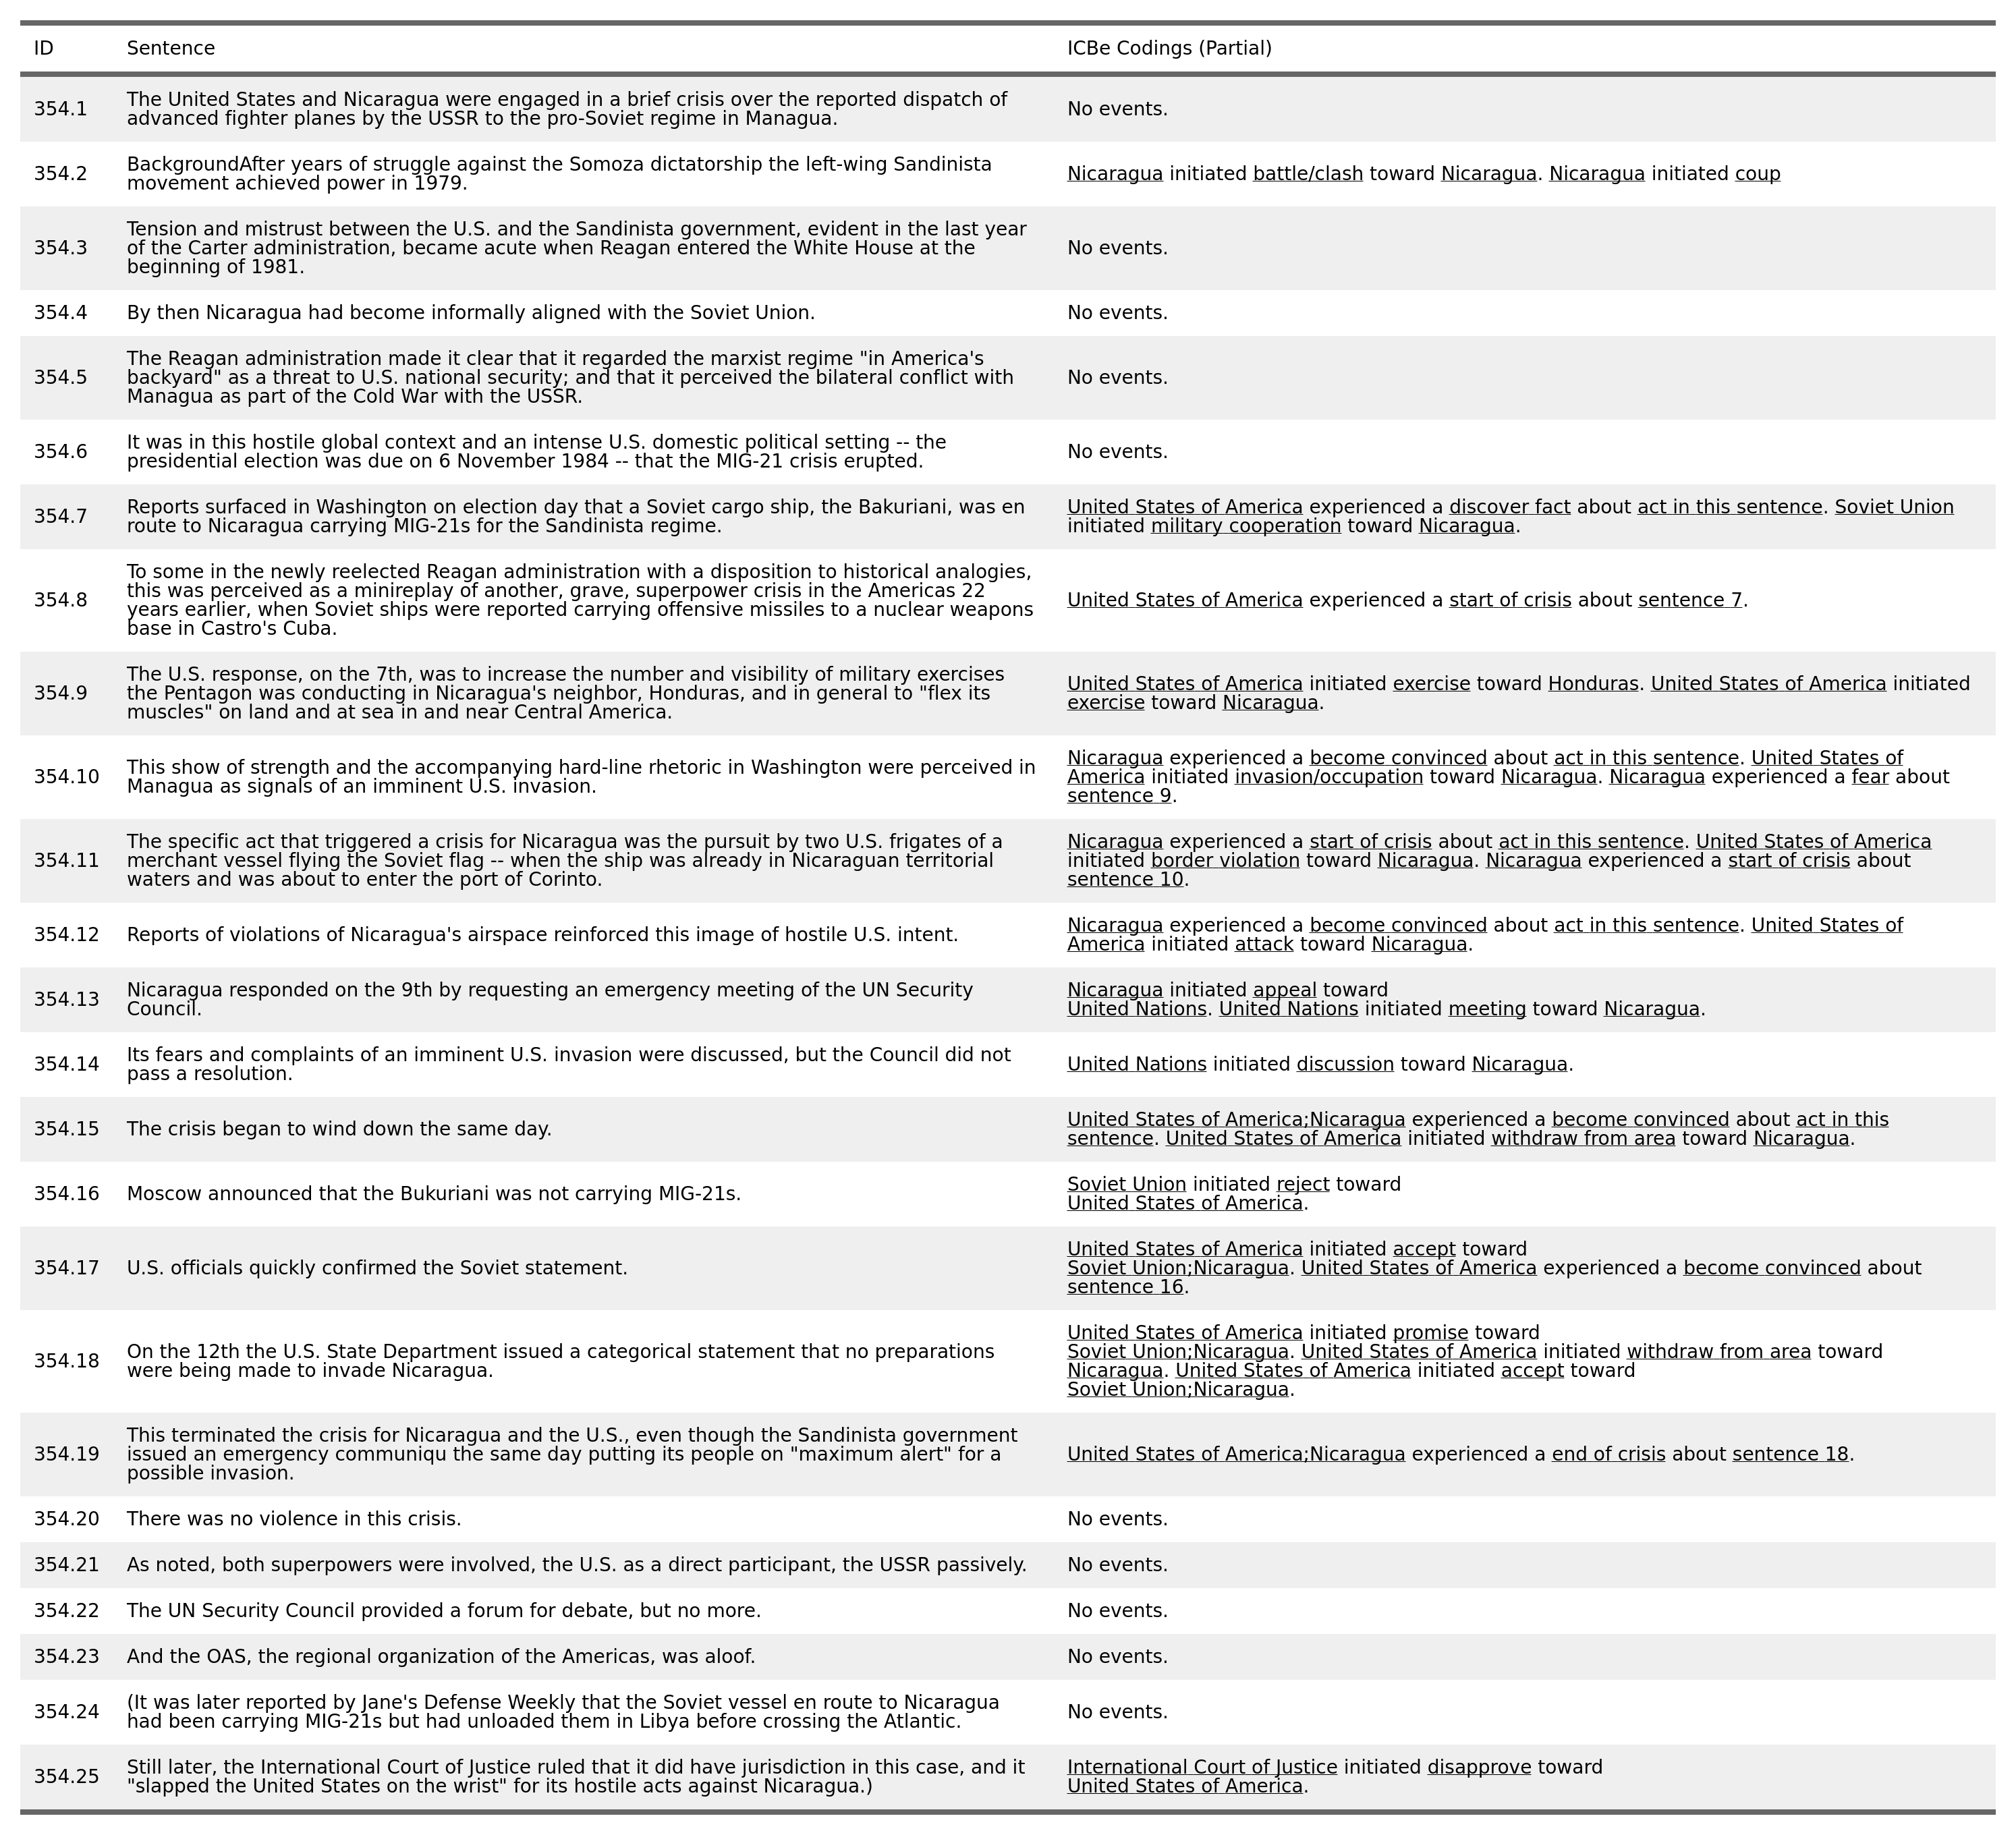 ID Sentence ICBe Codings (Partial)
354.1 The United States and Nicaragua were engaged in a brief crisis over the reported dispatch of
advanced fighter planes by the USSR to the pro-Soviet regime in Managua.
No events.
354.2 BackgroundAfter years of struggle against the Somoza dictatorship the left-wing Sandinista
movement achieved power in 1979.
Nicaragua initiated battle/clash toward Nicaragua. Nicaragua initiated coup
354.3 Tension and mistrust between the U.S. and the Sandinista government, evident in the last year
of the Carter administration, became acute when Reagan entered the White House at the
beginning of 1981.
No events.
354.4 By then Nicaragua had become informally aligned with the Soviet Union.
No events.
354.5 The Reagan administration made it clear that it regarded the marxist regime "in America's
backyard" as a threat to U.S. national security; and that it perceived the bilateral conflict with
Managua as part of the Cold War with the USSR.
No events.
354.6 It was in this hostile global context and an intense U.S. domestic political setting -- the
presidential election was due on 6 November 1984 -- that the MIG-21 crisis erupted.
No events.
354.7 Reports surfaced in Washington on election day that a Soviet cargo ship, the Bakuriani, was en
route to Nicaragua carrying MIG-21s for the Sandinista regime.
United States of America experienced a discover fact about act in this sentence. Soviet Union
initiated military cooperation toward Nicaragua.
354.8 To some in the newly reelected Reagan administration with a disposition to historical analogies,
this was perceived as a minireplay of another, grave, superpower crisis in the Americas 22
years earlier, when Soviet ships were reported carrying offensive missiles to a nuclear weapons
base in Castro's Cuba.
United States of America experienced a start of crisis about sentence 7.
354.9 The U.S. response, on the 7th, was to increase the number and visibility of military exercises
the Pentagon was conducting in Nicaragua's neighbor, Honduras, and in general to "flex its
muscles" on land and at sea in and near Central America.
United States of America initiated exercise toward Honduras. United States of America initiated
exercise toward Nicaragua.
354.10 This show of strength and the accompanying hard-line rhetoric in Washington were perceived in
Managua as signals of an imminent U.S. invasion.
Nicaragua experienced a become convinced about act in this sentence. United States of
America initiated invasion/occupation toward Nicaragua. Nicaragua experienced a fear about
sentence 9.
354.11 The specific act that triggered a crisis for Nicaragua was the pursuit by two U.S. frigates of a
merchant vessel flying the Soviet flag -- when the ship was already in Nicaraguan territorial
waters and was about to enter the port of Corinto.
Nicaragua experienced a start of crisis about act in this sentence. United States of America
initiated border violation toward Nicaragua. Nicaragua experienced a start of crisis about
sentence 10.
354.12 Reports of violations of Nicaragua's airspace reinforced this image of hostile U.S. intent.
Nicaragua experienced a become convinced about act in this sentence. United States of
America initiated attack toward Nicaragua.
354.13 Nicaragua responded on the 9th by requesting an emergency meeting of the UN Security
Council.
Nicaragua initiated appeal toward
United Nations. United Nations initiated meeting toward Nicaragua.
354.14 Its fears and complaints of an imminent U.S. invasion were discussed, but the Council did not
pass a resolution.
United Nations initiated discussion toward Nicaragua.
354.15 The crisis began to wind down the same day.
United States of America;Nicaragua experienced a become convinced about act in this
sentence. United States of America initiated withdraw from area toward Nicaragua.
354.16 Moscow announced that the Bukuriani was not carrying MIG-21s.
Soviet Union initiated reject toward
United States of America.
354.17 U.S. officials quickly confirmed the Soviet statement.
United States of America initiated accept toward
Soviet Union;Nicaragua. United States of America experienced a become convinced about
sentence 16.
354.18 On the 12th the U.S. State Department issued a categorical statement that no preparations
were being made to invade Nicaragua.
United States of America initiated promise toward
Soviet Union;Nicaragua. United States of America initiated withdraw from area toward
Nicaragua. United States of America initiated accept toward
Soviet Union;Nicaragua.
354.19 This terminated the crisis for Nicaragua and the U.S., even though the Sandinista government
issued an emergency communiqu the same day putting its people on "maximum alert" for a
possible invasion.
United States of America;Nicaragua experienced a end of crisis about sentence 18.
354.20 There was no violence in this crisis.
No events.
354.21 As noted, both superpowers were involved, the U.S. as a direct participant, the USSR passively.
No events.
354.22 The UN Security Council provided a forum for debate, but no more.
No events.
354.23 And the OAS, the regional organization of the Americas, was aloof.
No events.
354.24 (It was later reported by Jane's Defense Weekly that the Soviet vessel en route to Nicaragua
had been carrying MIG-21s but had unloaded them in Libya before crossing the Atlantic.
No events.
354.25 Still later, the International Court of Justice ruled that it did have jurisdiction in this case, and it
"slapped the United States on the wrist" for its hostile acts against Nicaragua.)
International Court of Justice initiated disapprove toward
United States of America.